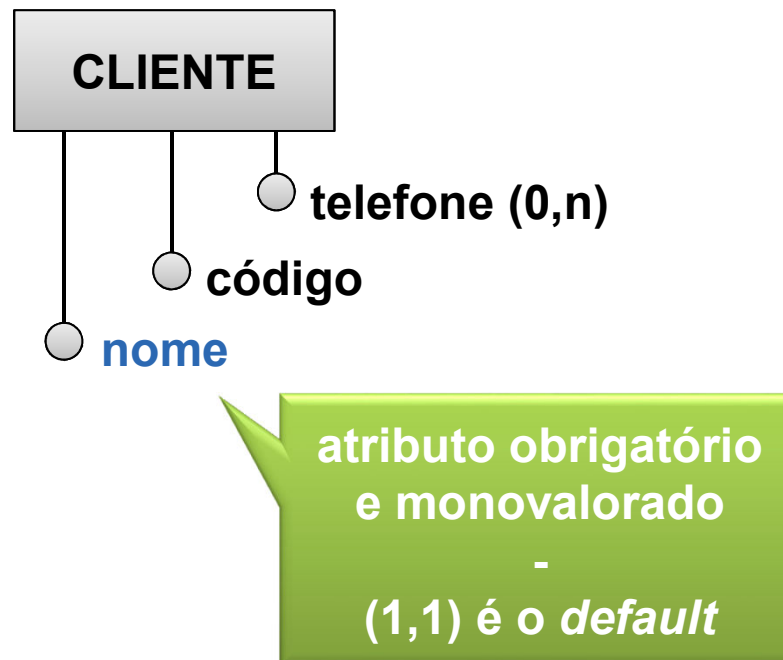 CLIENTE
telefone (0,n)
código
nome
atributo obrigatório
e monovalorado
-
(1,1) é o default